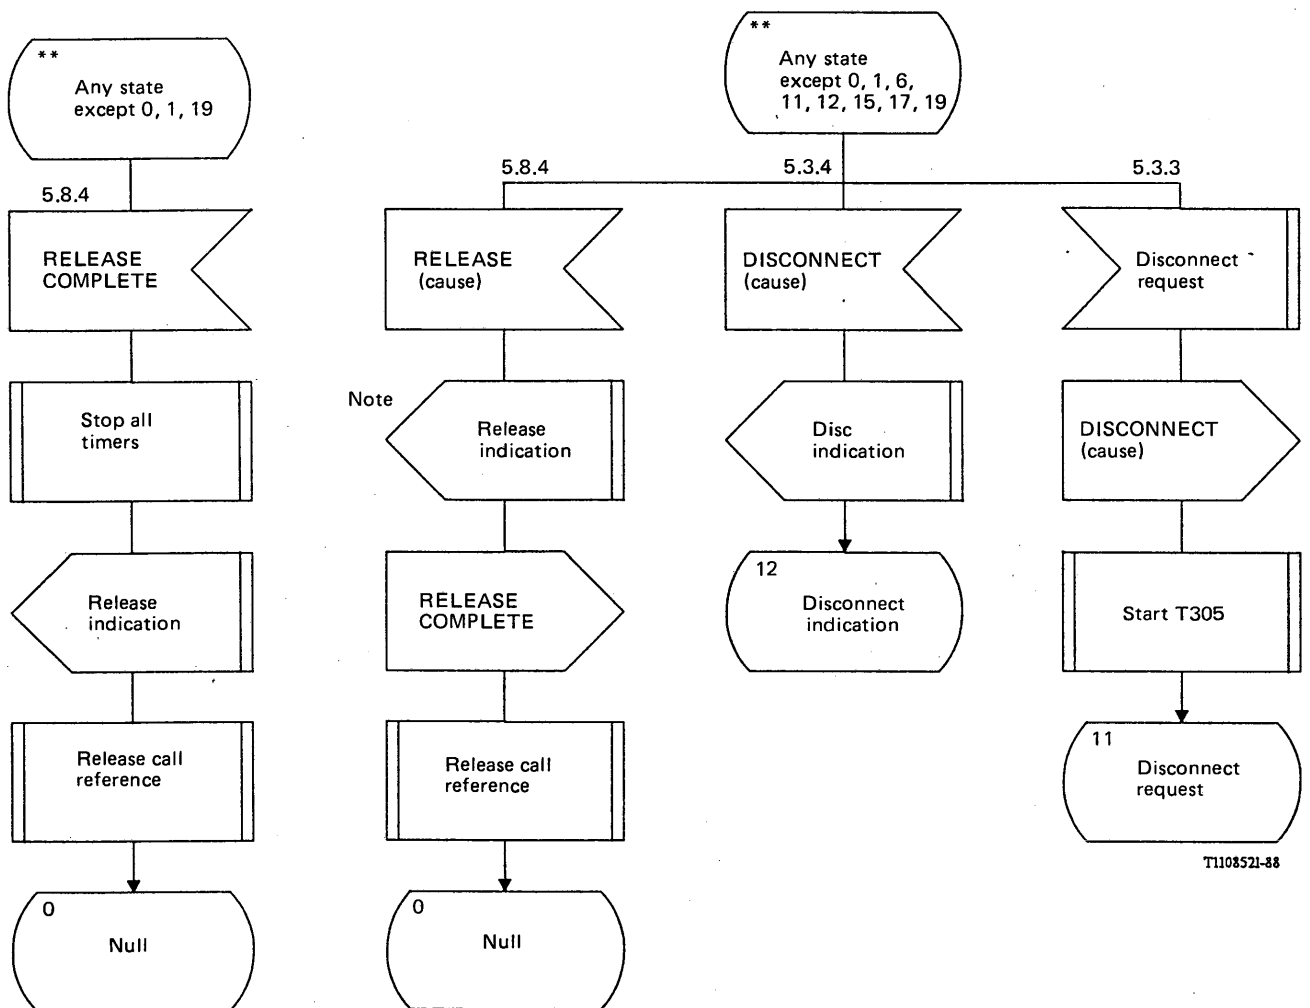 **
Any state
except 0, 1, 19
5.8.4
RELEASE
COMPLETE
Stop all
timers
Release
indication
Release call
reference
0
Null
**
Any state
except 0, 1, 6,
11, 12, 15, 17, 19
5.8.4
5.3.4
5.3.3
RELEASE
(cause)
Note
Release
indication
RELEASE
COMPLETE
Release call
reference
0
Null
DISCONNECT
(cause)
Disc
indication
12
Disconnect
indication
Disconnect
request
DISCONNECT
(cause)
Start T305
11
Disconnect
request
T1108521-88